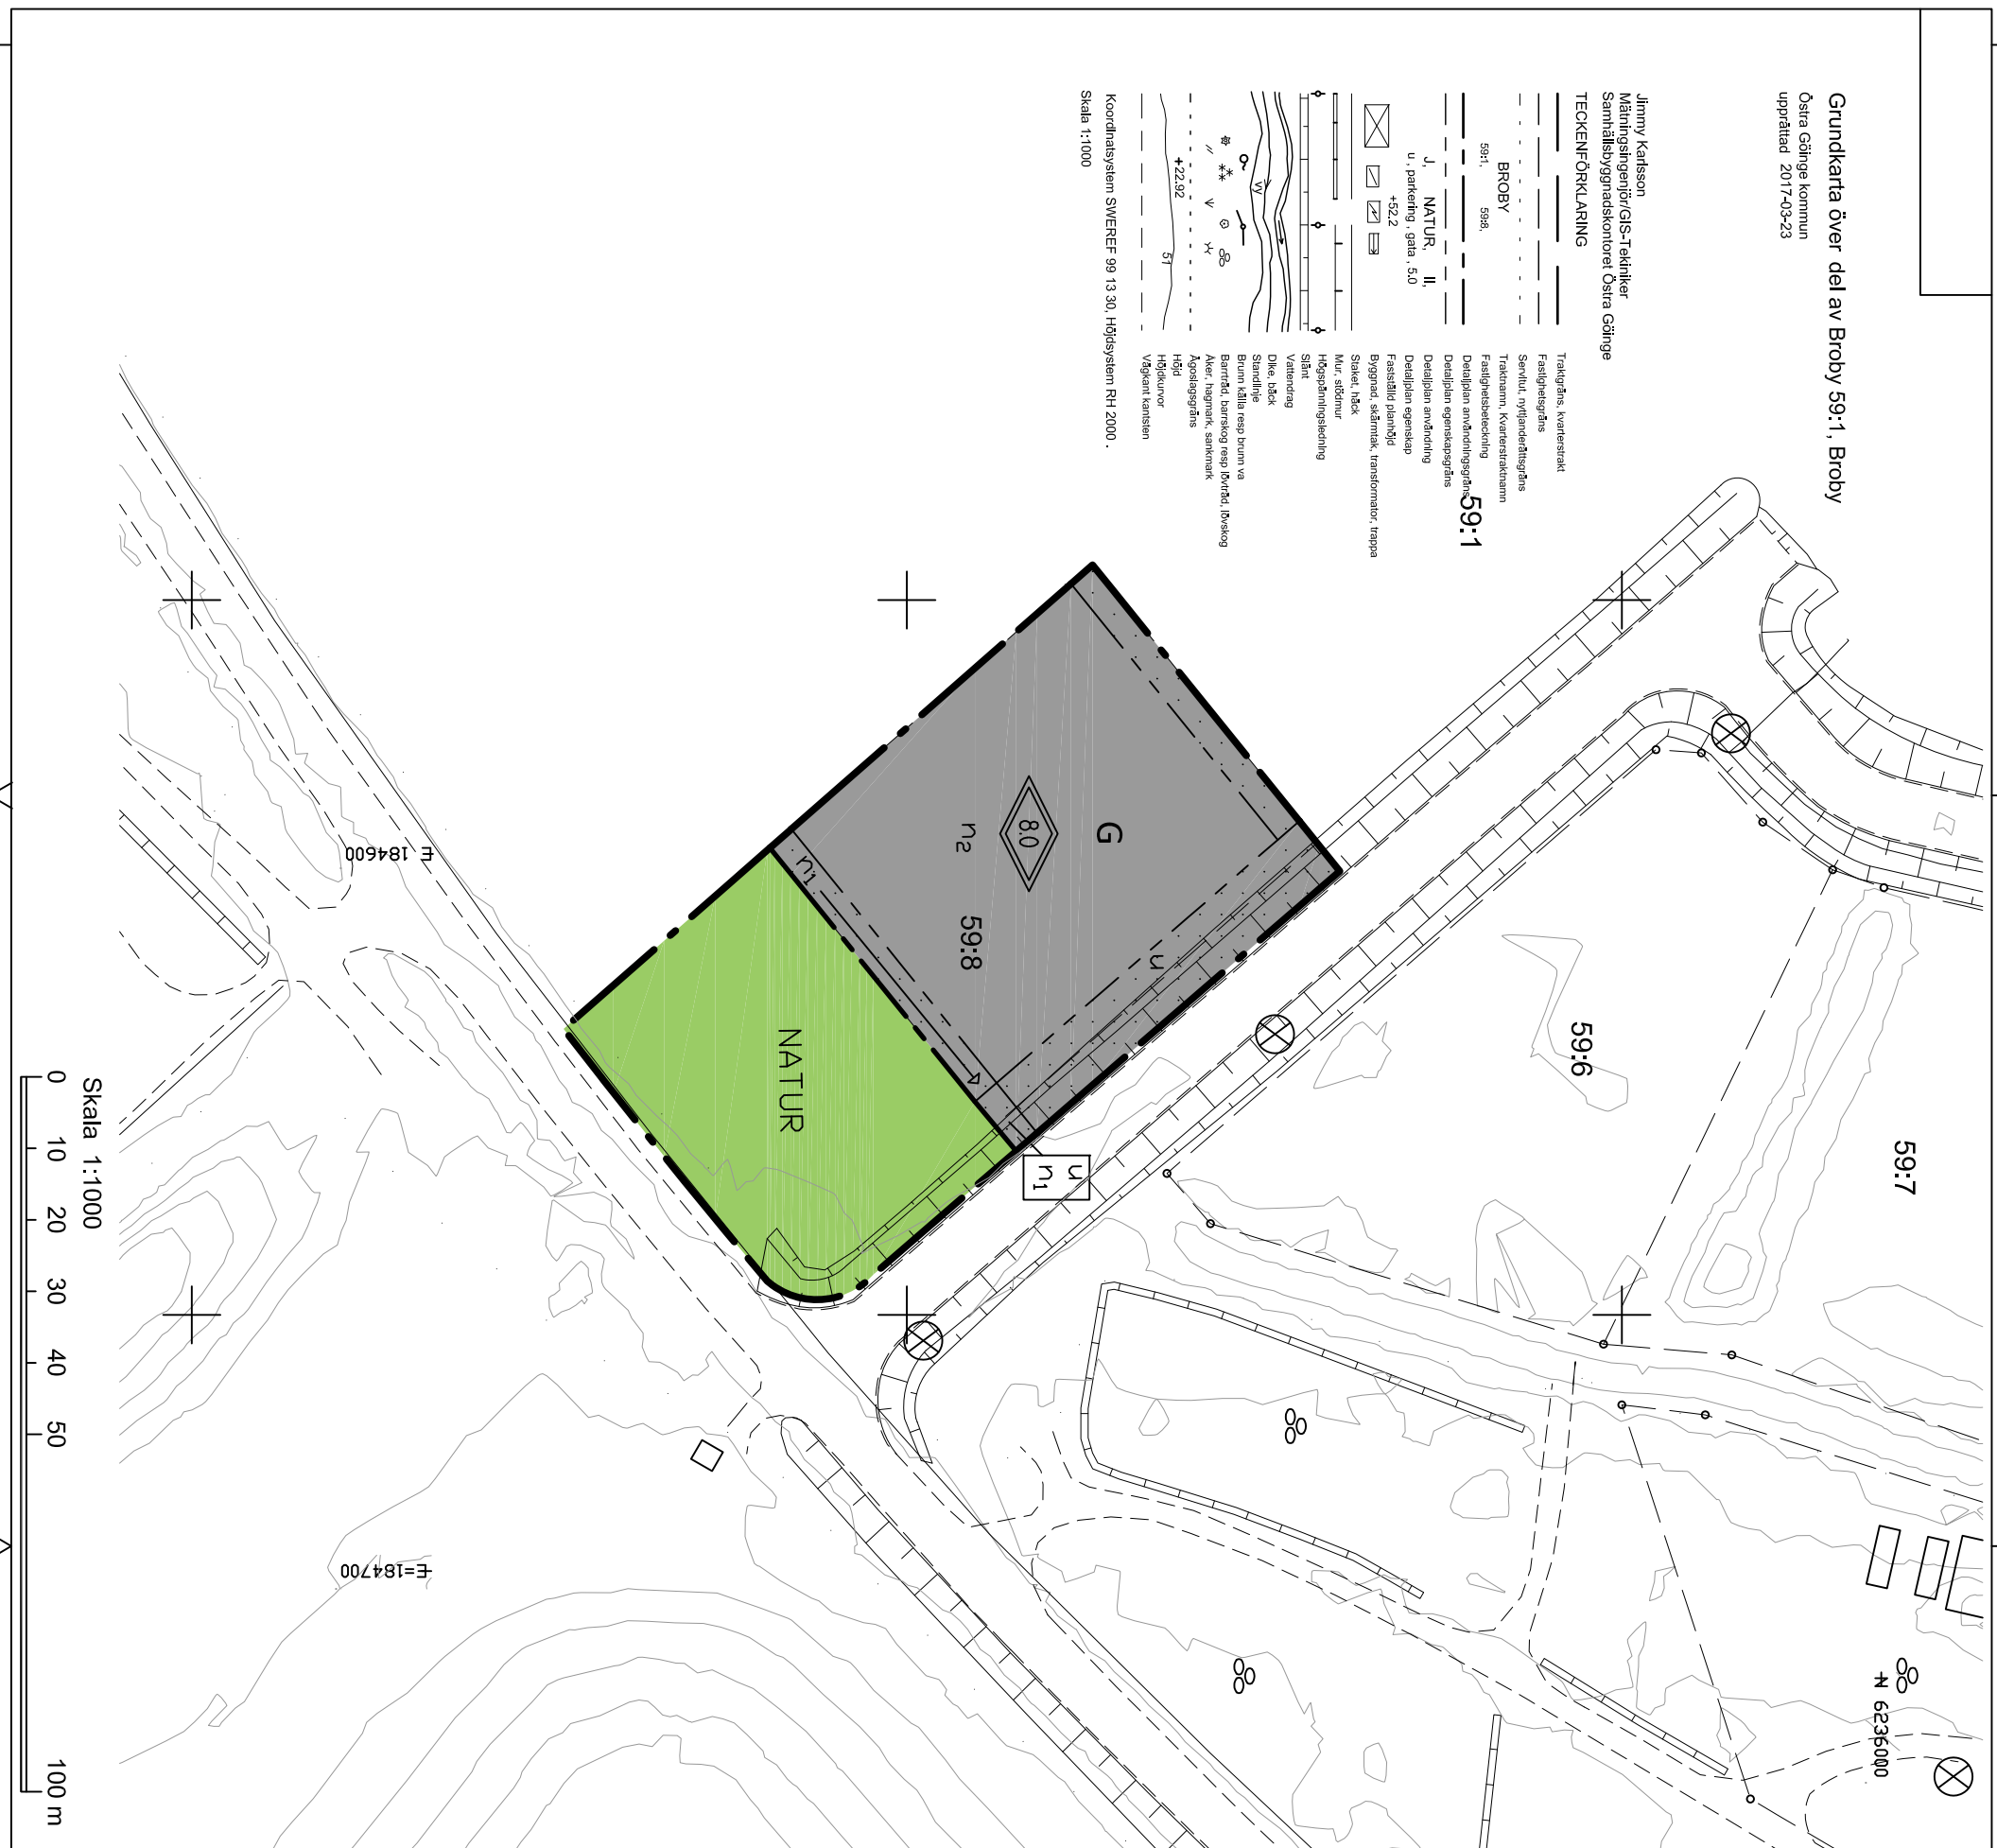 Grundkarta över del av Broby 59:1, Broby
Östra Göinge kommun
upprättad 2017-03-23
Jimmy Karlsson
Mätningsingenjör/GIS-Tekiniker
Samhällsbyggnadskontoret Östra Göinge
TECKENFÖRKLARING
Traktgräns, kvarterstrakt
Fastighetsgräns
Servitut, nyttjanderättsgräns
BROBY Traktnamn, Kvarterstraktnamn
59:1, 59:8, Fastighetsbeteckning
Detaljplan användningsgräns
Detaljplan egenskapsgräns
J, NATUR, II, Detaljplan användning
u , parkering , gata , 5.0 Detaljplan egenskap
+52.2 Fastställd planhöjd
Byggnad, skärmtak, transformator, trappa
Staket, häck
Mur, stödmur
Högspänningsledning
Slänt
Vattendrag
Dike, bäck
vy Standlinje
Brunn källa resp brunn va
Barrträd, barrskog resp lövträd, lövskog
Åker, hagmark, sankmark
Ägoslagsgräns
+22.92 Höjd
51 Höjdkurvor
Vägkant kantsten
Koordinatsystem SWEREF 99 13 30, Höjdsystem RH 2000 .
Skala 1:1000
59:1
G
8.0
n2
n1
59:8
u
u
n1
NATUR
59:6
59:7
E 184600
E=184700
N 6236000
Skala 1:1000
0 10 20 30 40 50 100 m